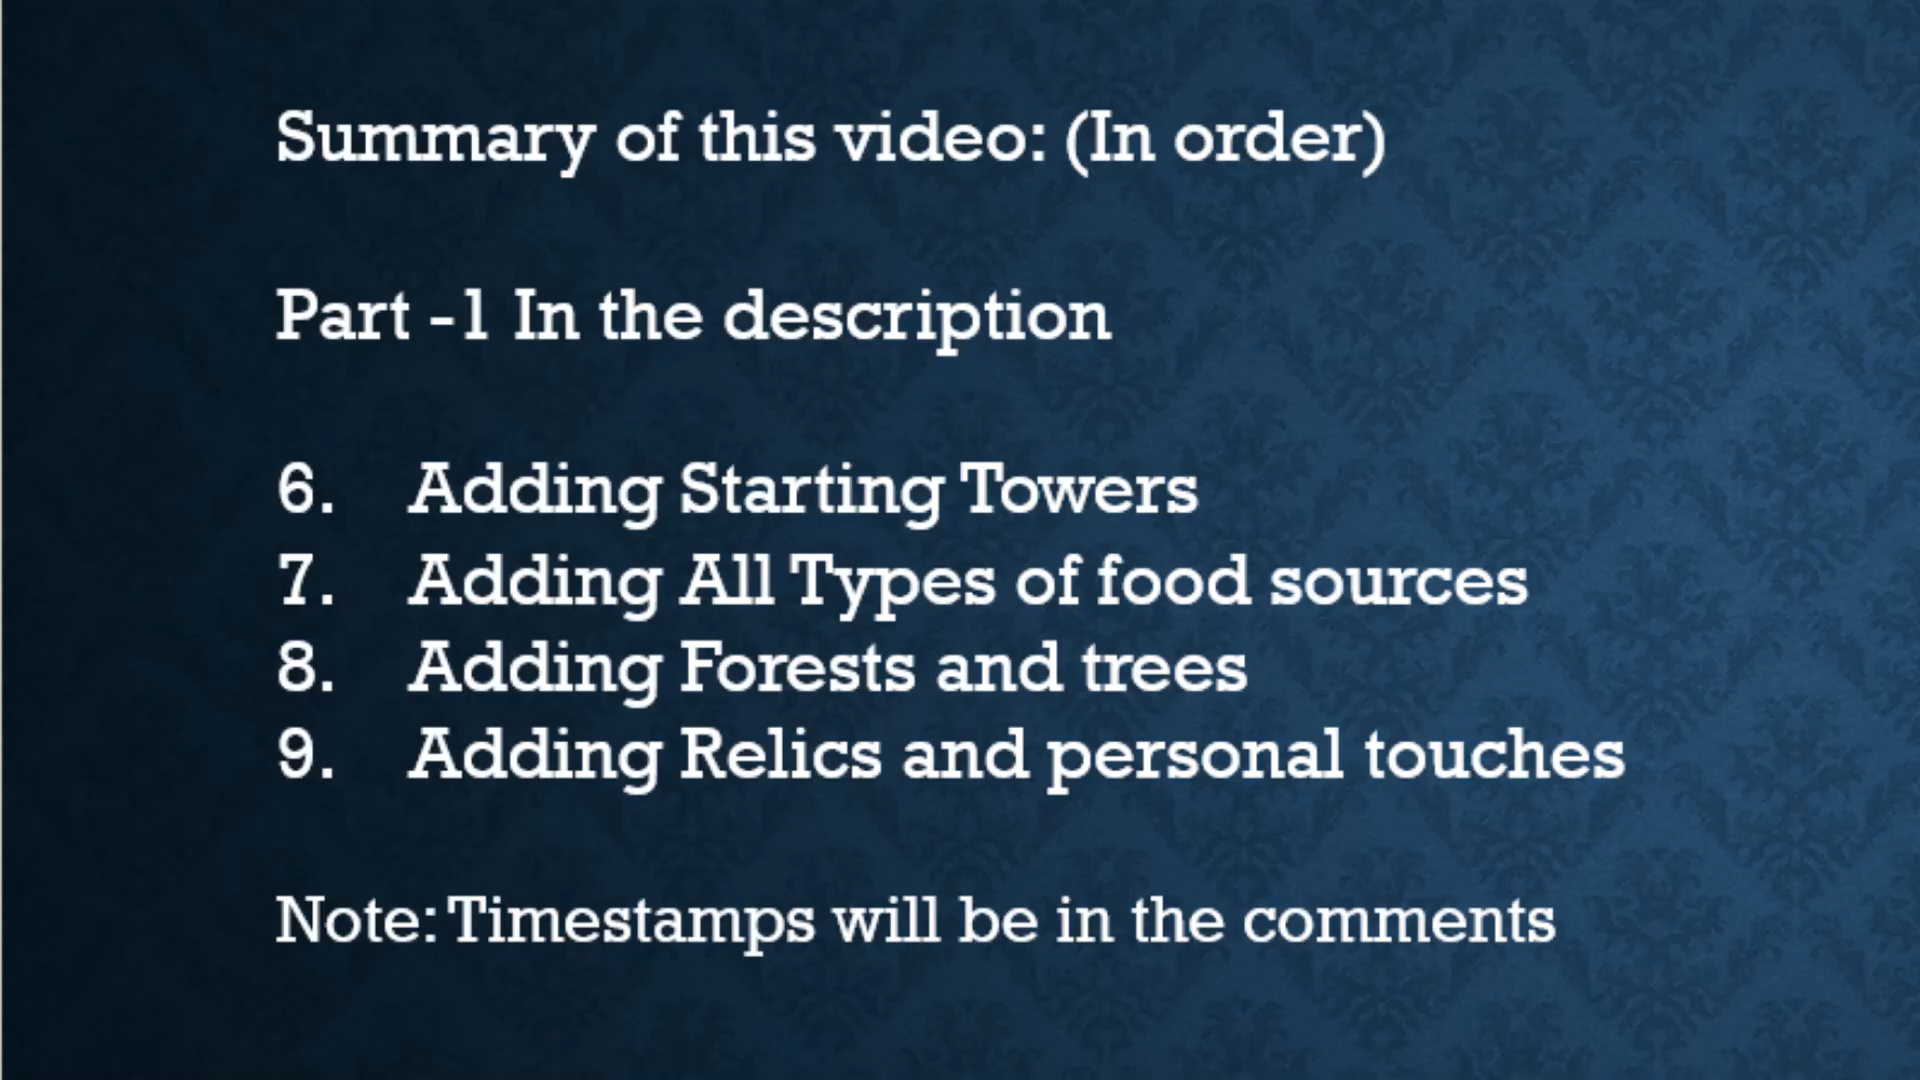 Summary of this video: (In order)
Part -1 In the description
6. Adding Starting Towers
7. Adding All Types of food sources
8. Adding Forests and trees
9. Adding Relics and personal touches
Note: Timestamps will be in the comments